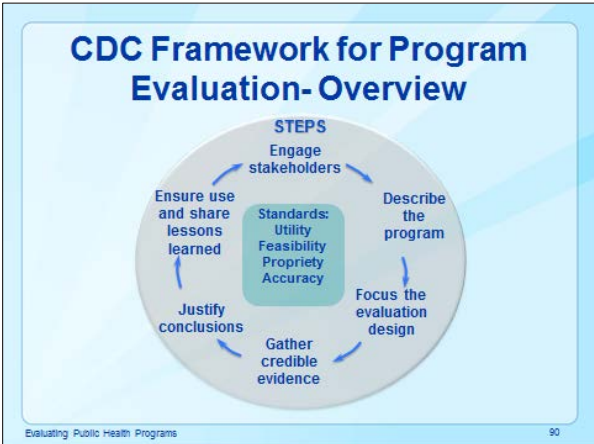 CDC Framework for Program
Evaluation- Overview
STEPS
Engage
stakeholders
Describe
the
program
Focus the
evaluation
design
Gather
credible
evidence
Justify
conclusions
Ensure use
and share
lessons
learned
Standards:
Utility
Feasibility
Propriety
Accuracy
Evaluating Public Health Programs
90